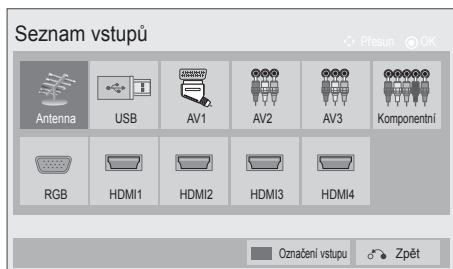 Seznam vstupů
Přesun OK
Antenna USB AV1 AV2 AV3 Komponentní
RGB HDMI1 HDMI2 HDMI3 HDMI4
Označení vstupu Zpět